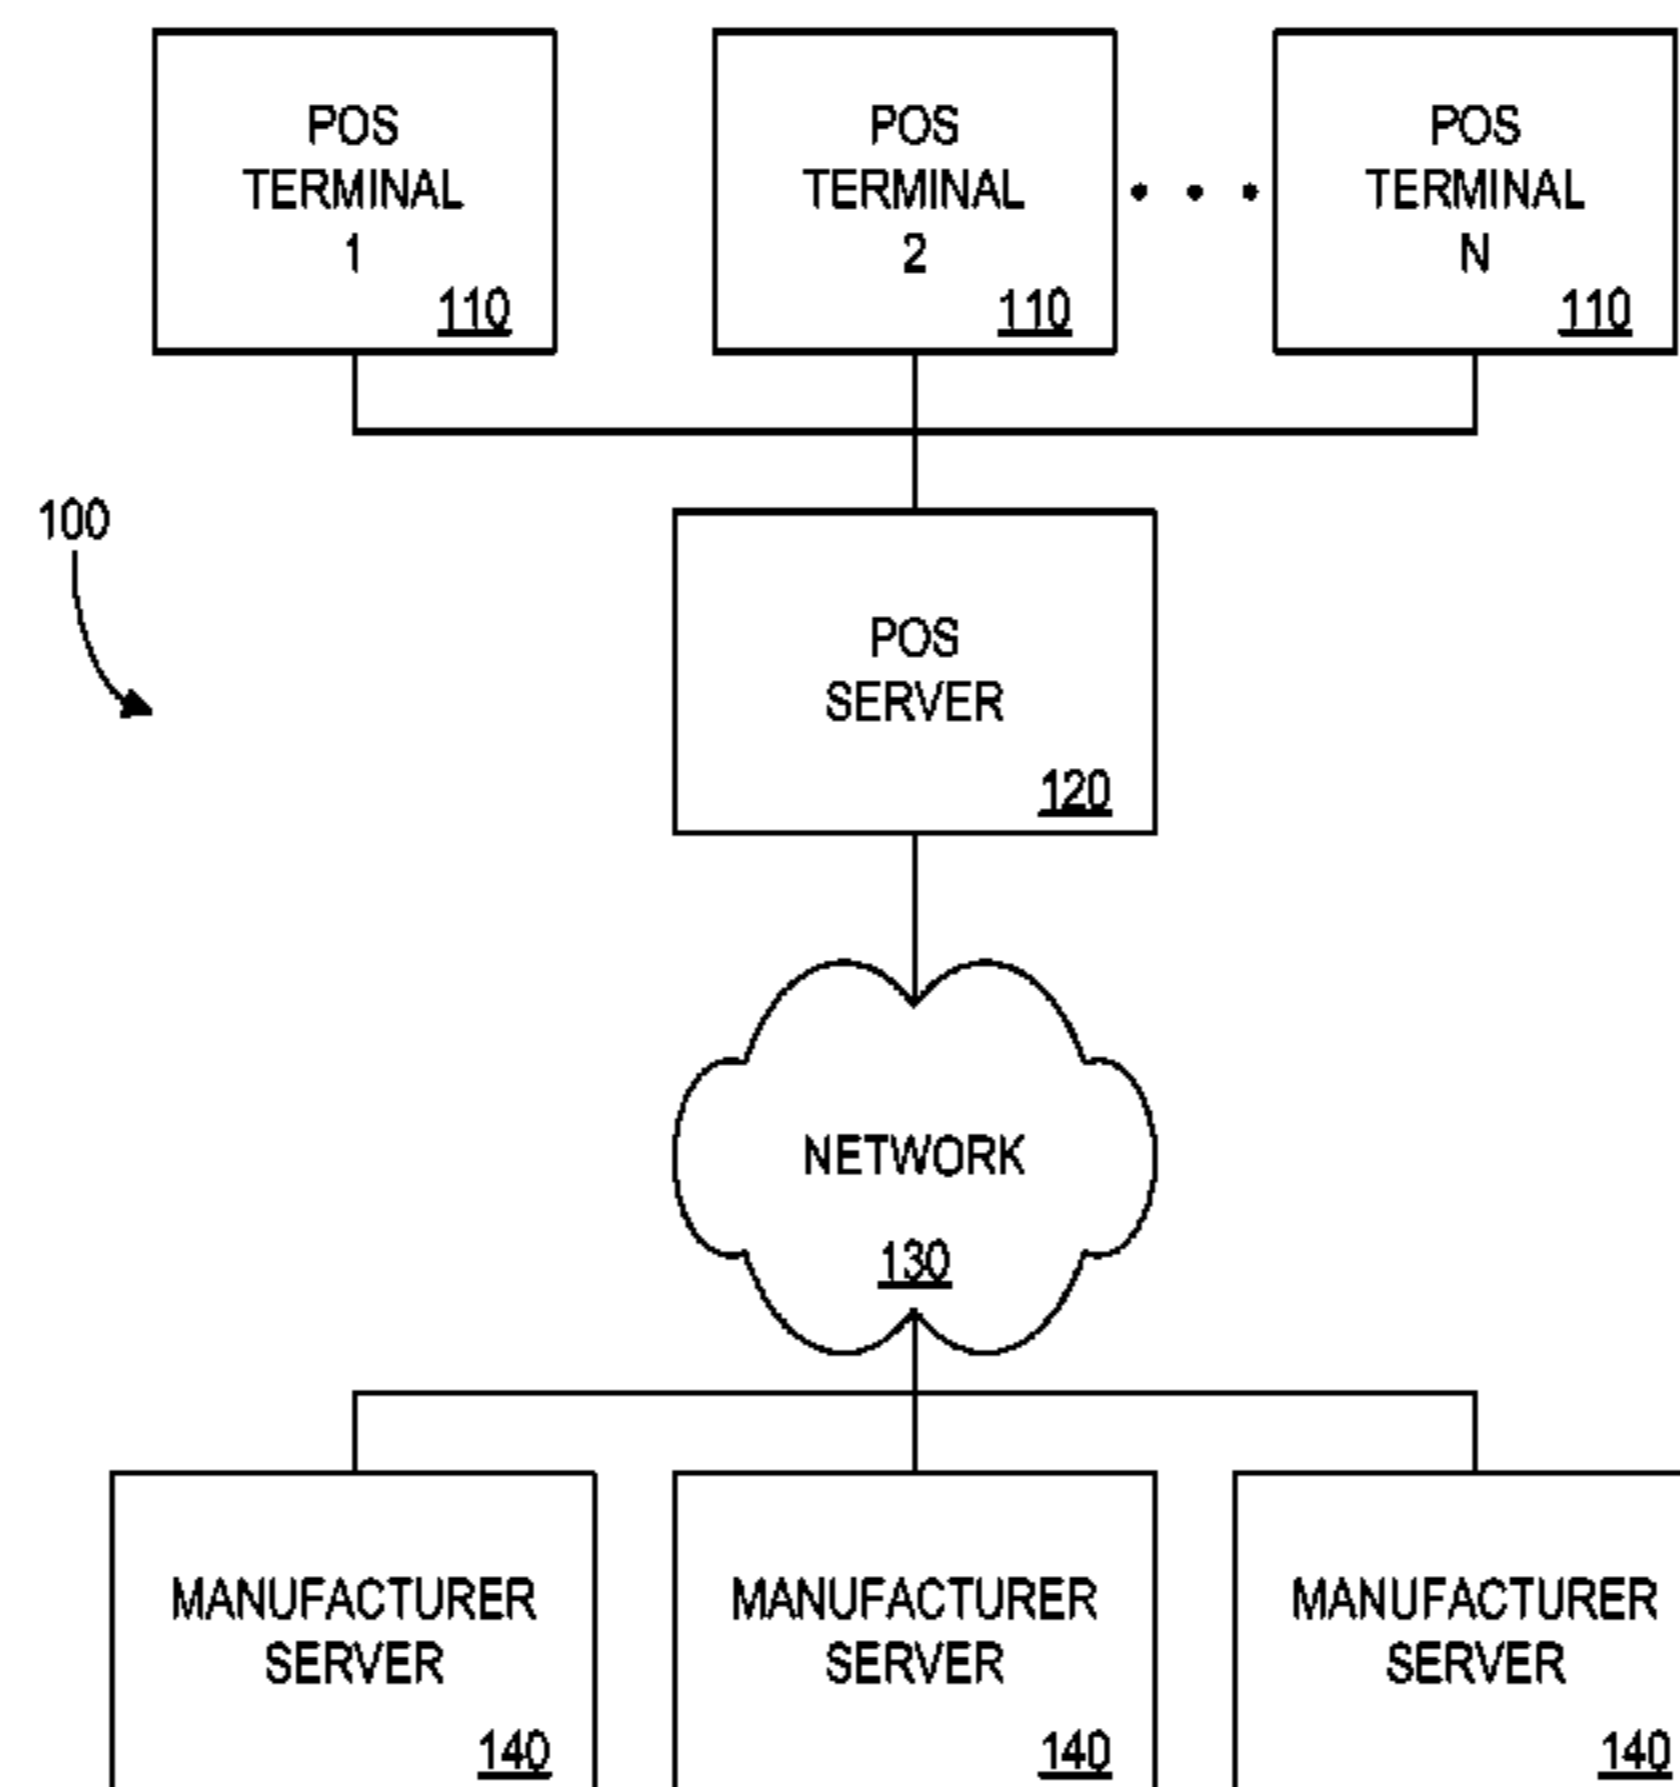 POS
TERMINAL
1
110
POS
TERMINAL
2
110
POS
TERMINAL
N
110
100
POS
SERVER
120
NETWORK
130
MANUFACTURER
SERVER
140
MANUFACTURER
SERVER
140
MANUFACTURER
SERVER
140